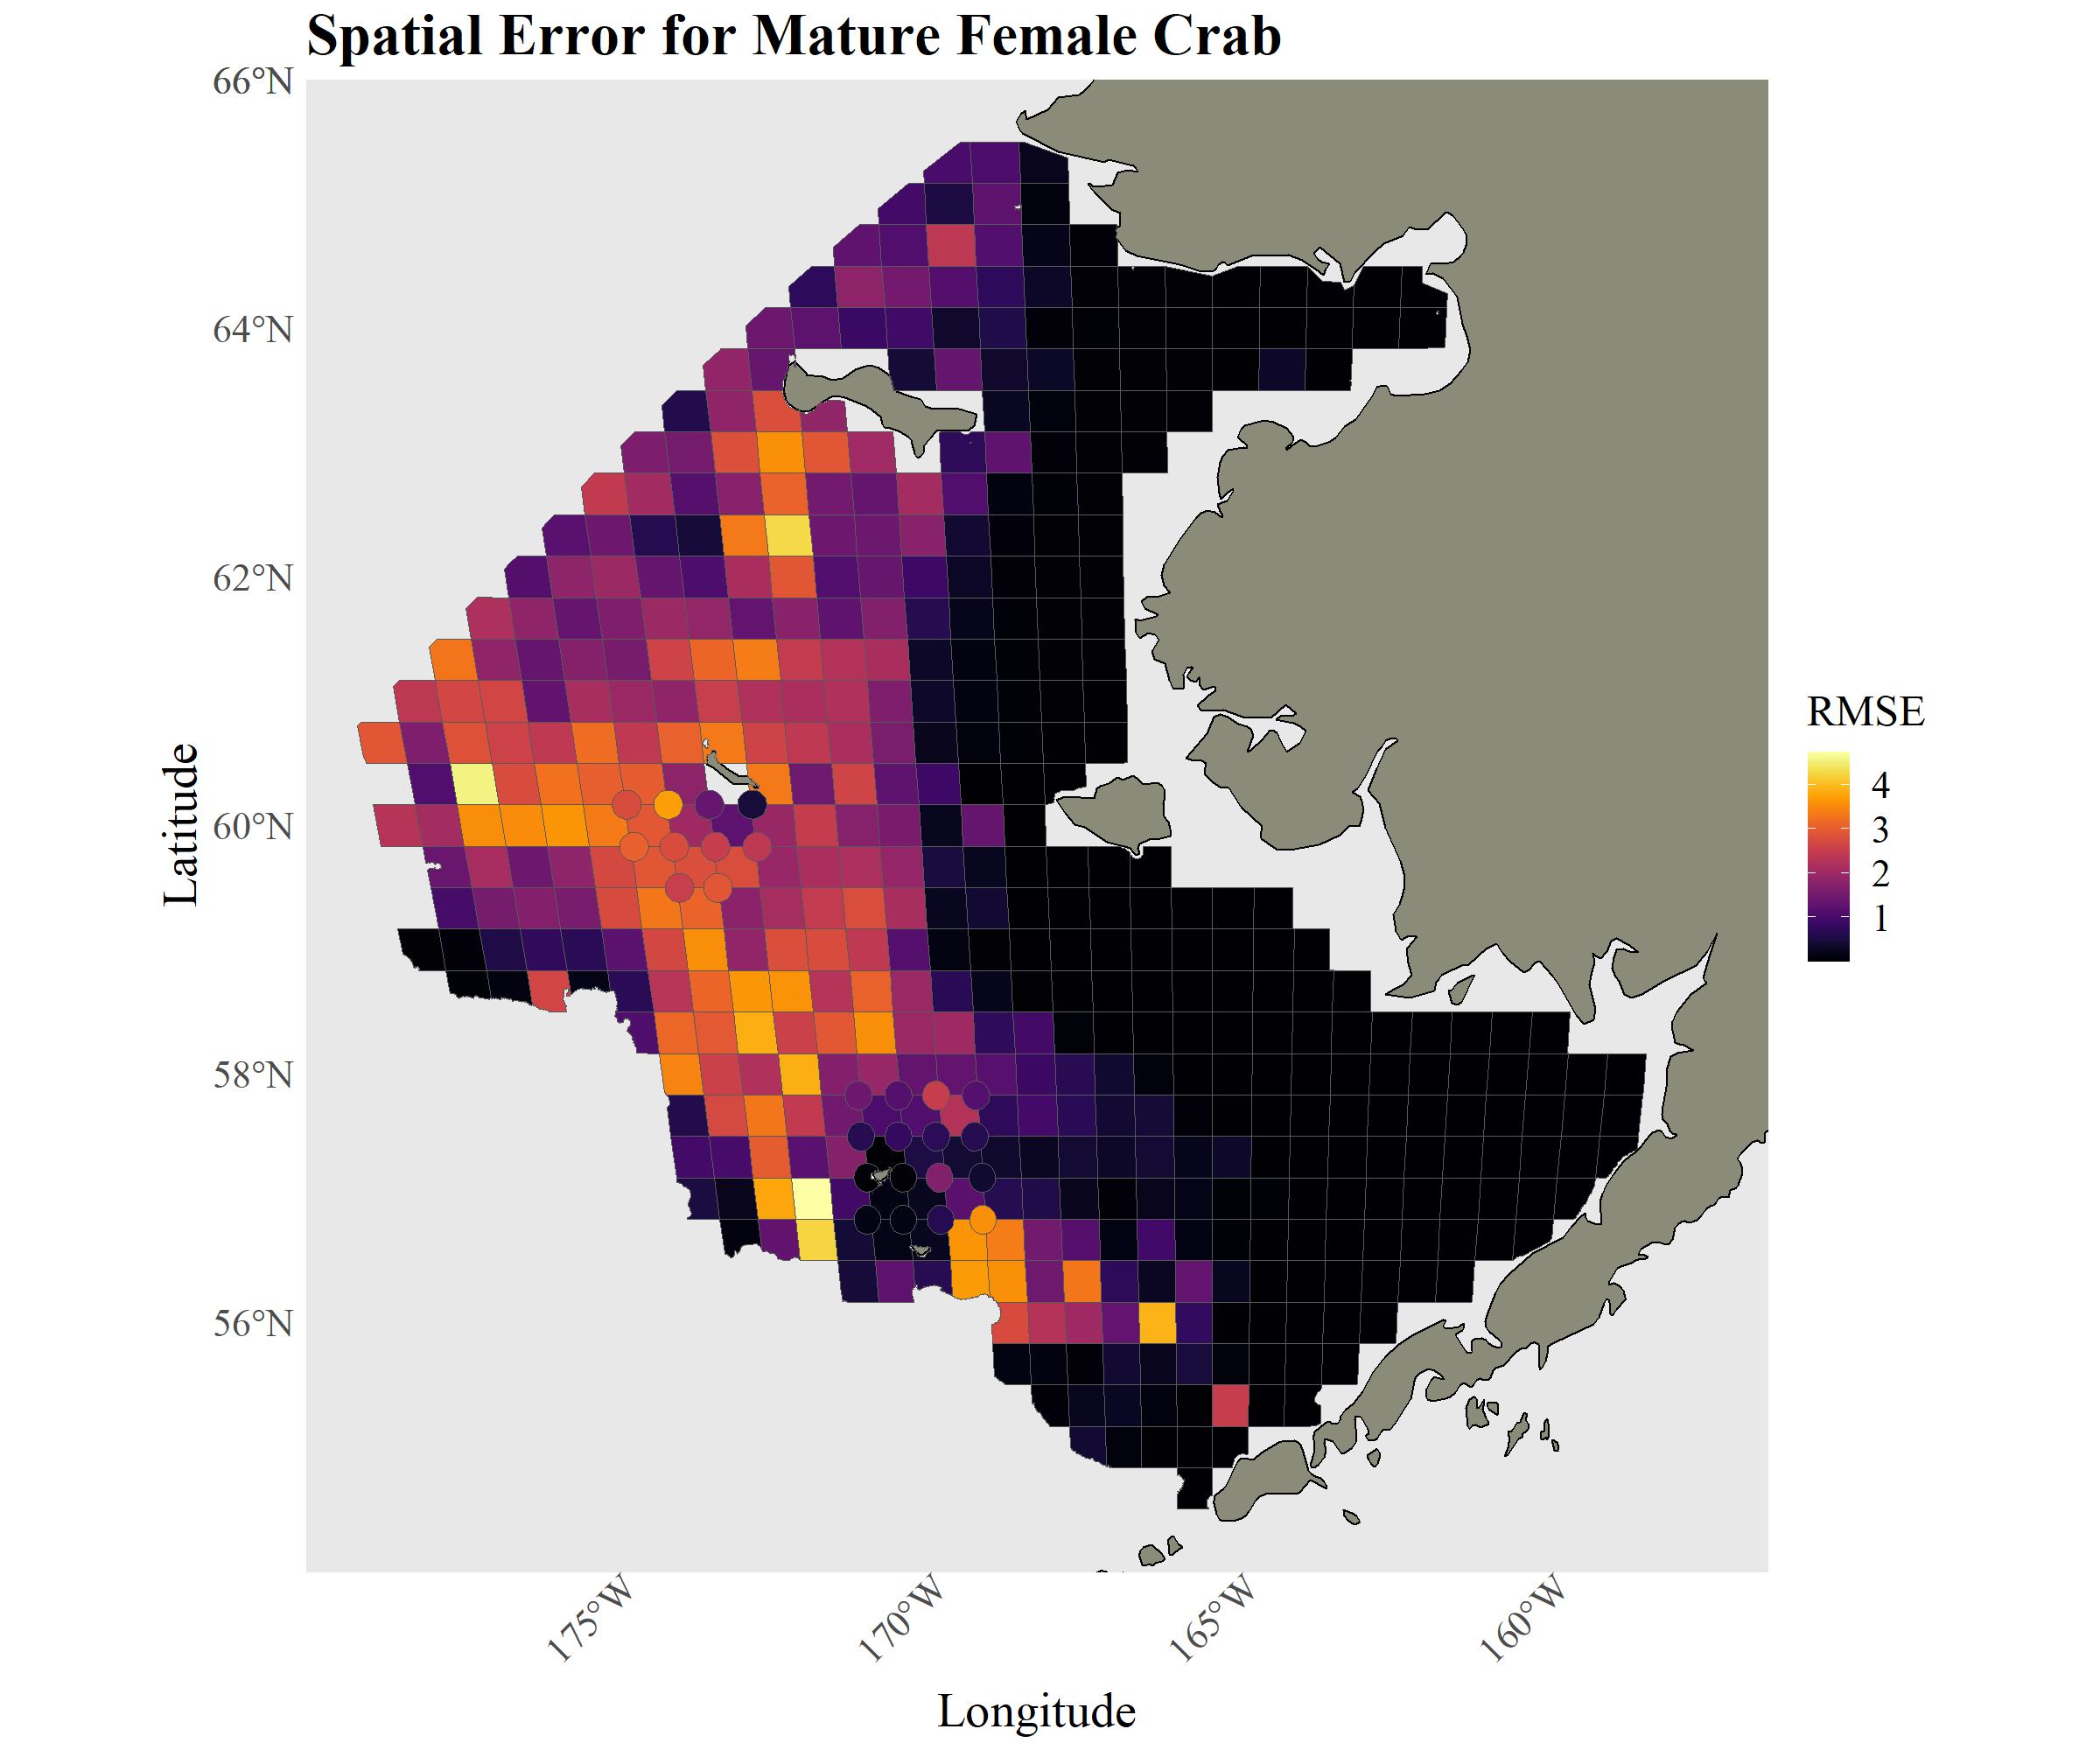 Spatial Error for Mature Female Crab
66°N
64°N
62°N
60°N
58°N
56°N
Latitude
175°W
170°W
165°W
160°W
Longitude
RMSE
4
3
2
1